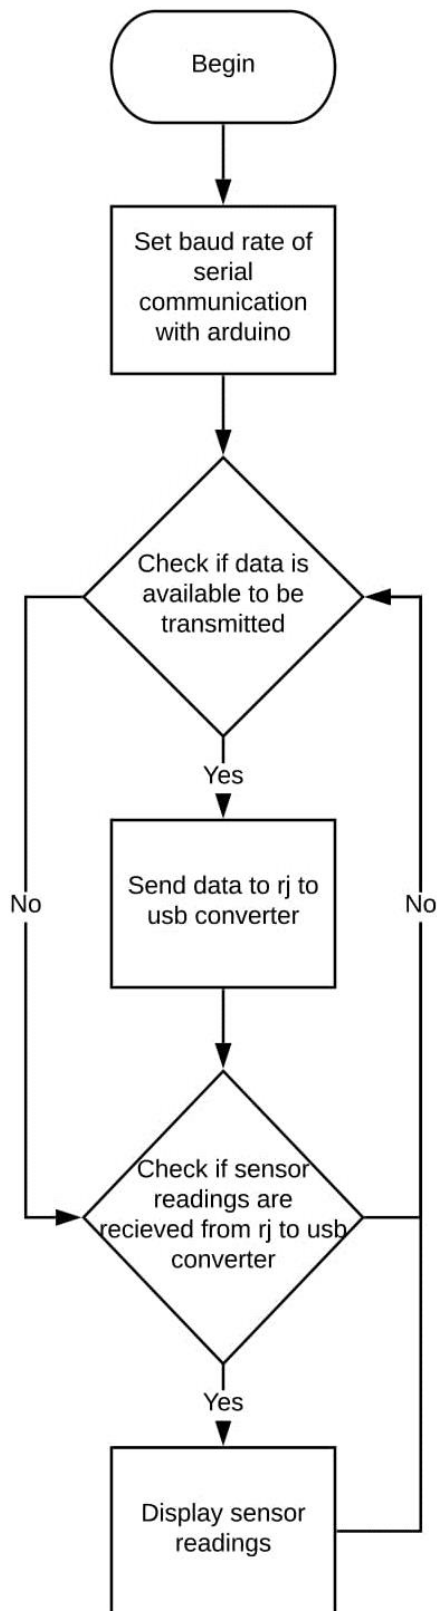 Begin
Set baud rate of
serial
communication
with arduino
Check if data is
available to be
transmitted
Yes
Send data to rj to
usb converter
No
No
Check if sensor
readings are
recieved from rj to usb
converter
Yes
Display sensor
readings